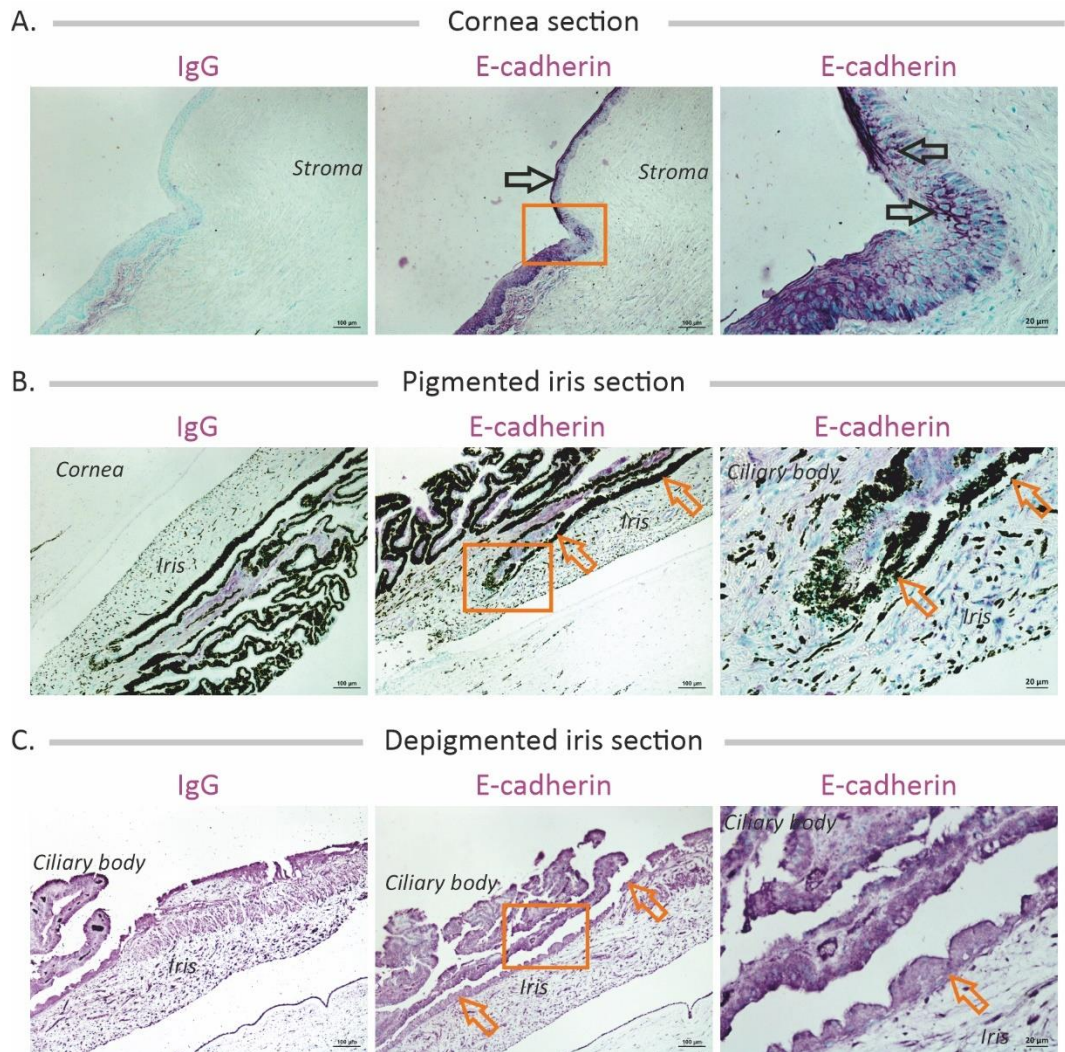 A. Cornea section
IgG E-cadherin E-cadherin
Stroma Stroma
100 µm 100 µm 20 µm
B. Pigmented iris section
IgG E-cadherin E-cadherin
Cornea Iris Iris Ciliary body Iris
100 µm 100 µm 20 µm
C. Depigmented iris section
IgG E-cadherin E-cadherin
Ciliary body Iris Ciliary body Iris Ciliary body Iris
100 µm 100 µm 20 µm